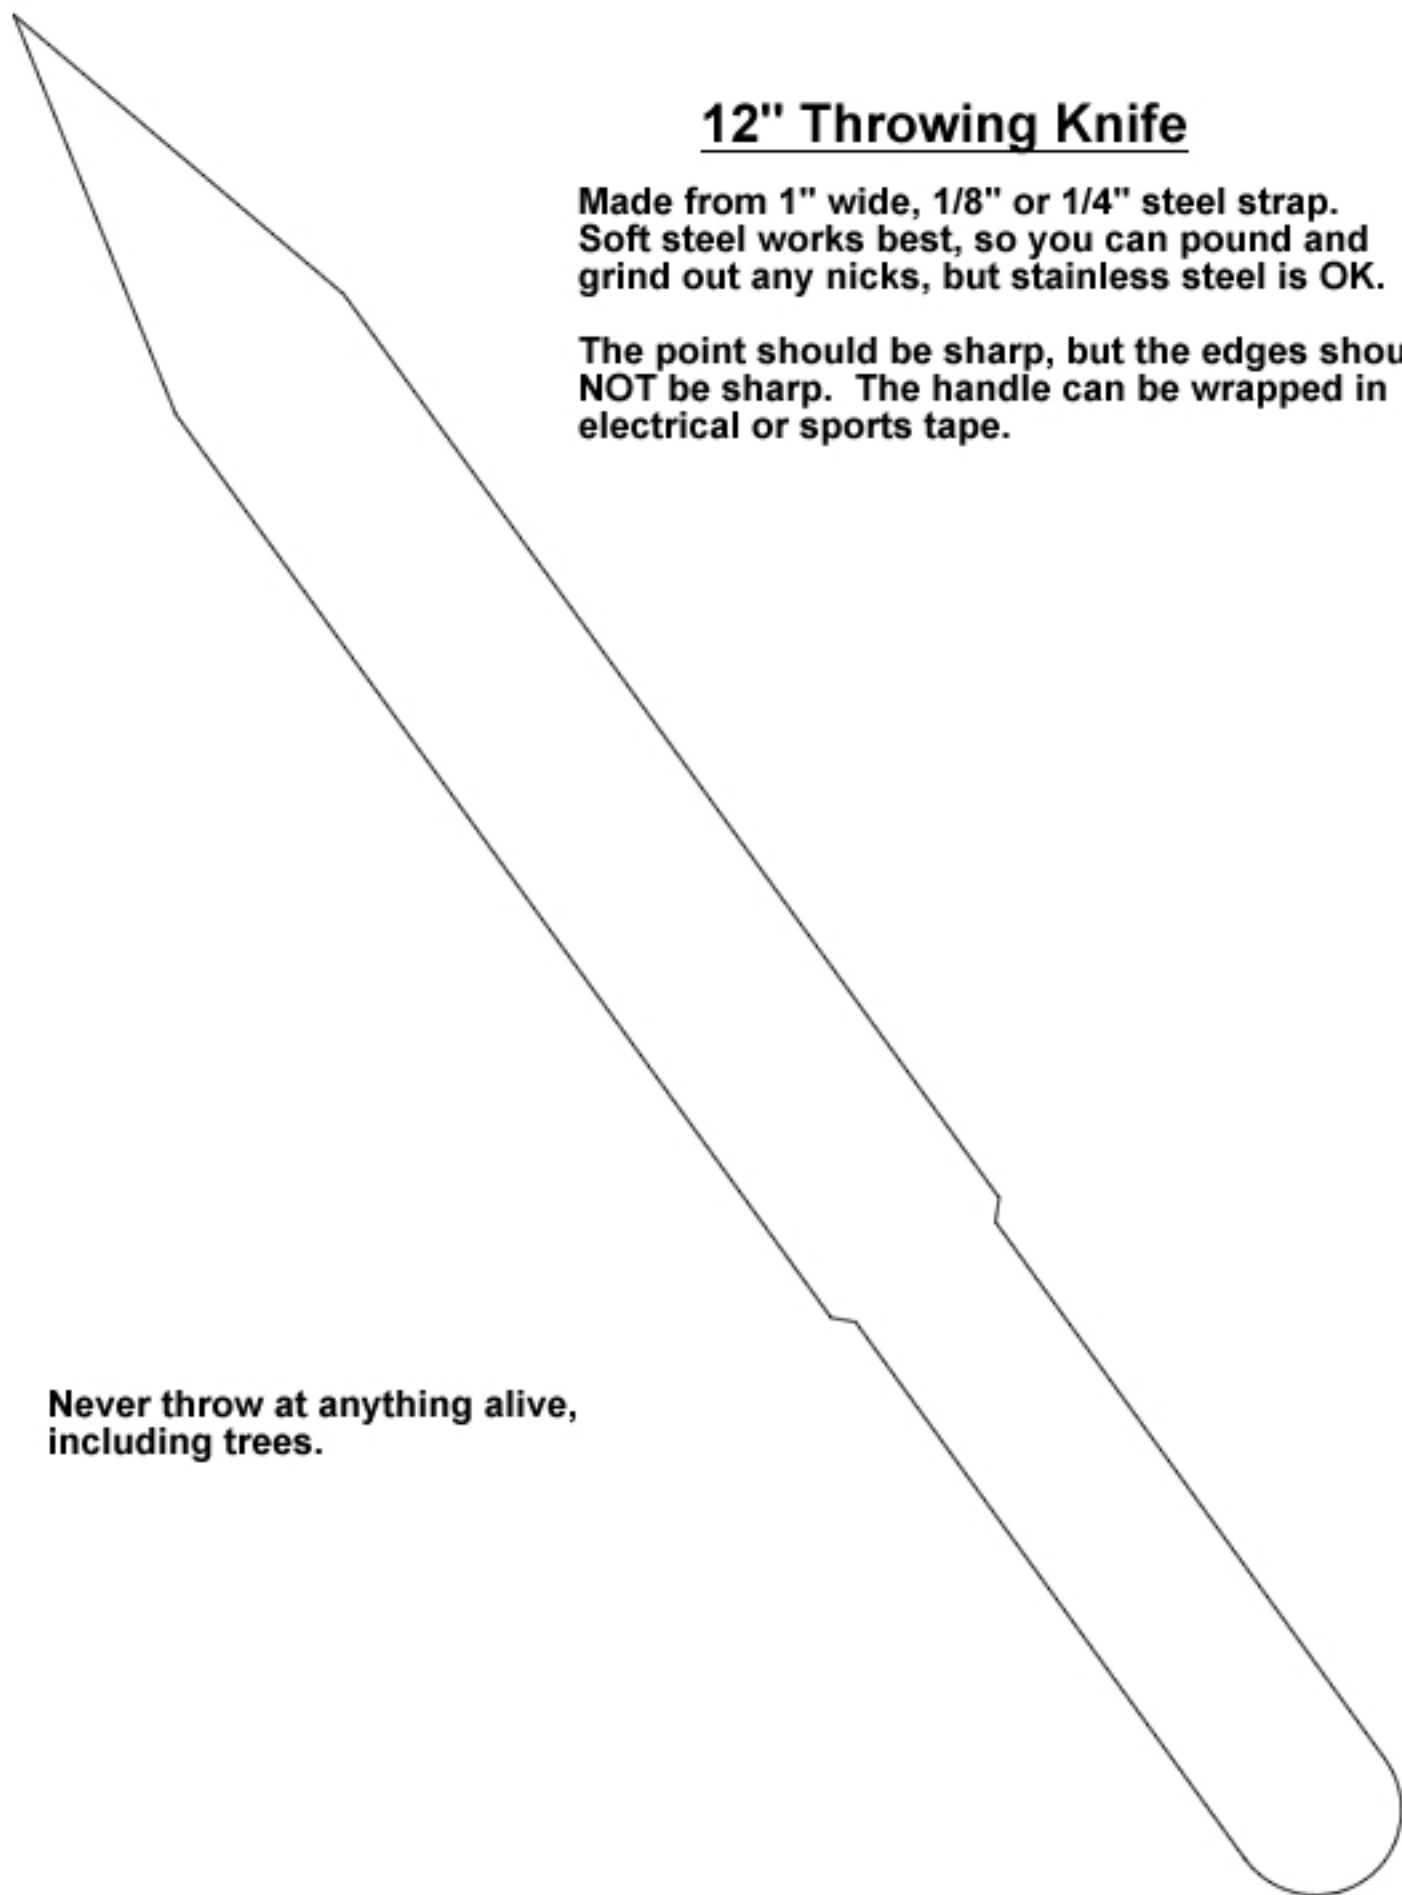 12" Throwing Knife
Made from 1" wide, 1/8" or 1/4" steel strap.
Soft steel works best, so you can pound and
grind out any nicks, but stainless steel is OK.
The point should be sharp, but the edges shou
NOT be sharp. The handle can be wrapped in
electrical or sports tape.
Never throw at anything alive,
including trees.